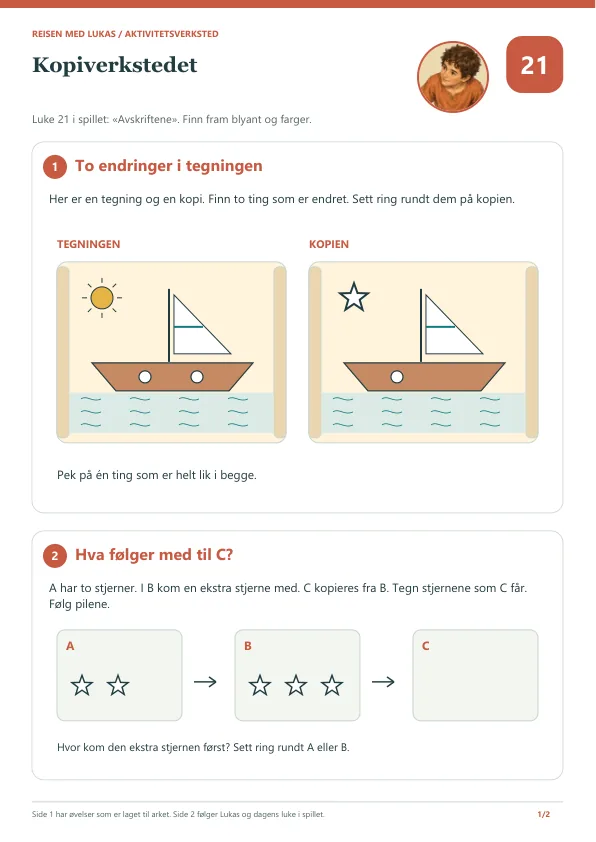 REISEN MED LUKAS / AKTIVITETSVERKSTED
Kopiverkstedet
21
Luke 21 i spillet: «Avskriftene». Finn fram blyant og farger.
1 To endringer i tegningen
Her er en tegning og en kopi. Finn to ting som er endret. Sett ring rundt dem på kopien.
TEGNINGEN
KOPIEN
Pek på én ting som er helt lik i begge.
2 Hva følger med til C?
A har to stjerner. I B kom en ekstra stjerne med. C kopieres fra B. Tegn stjernene som C får.
Følg pilene.
A
B
C
Hvor kom den ekstra stjernen først? Sett ring rundt A eller B.
Side 1 har øvelser som er laget til arket. Side 2 følger Lukas og dagens luke i spillet.
1/2